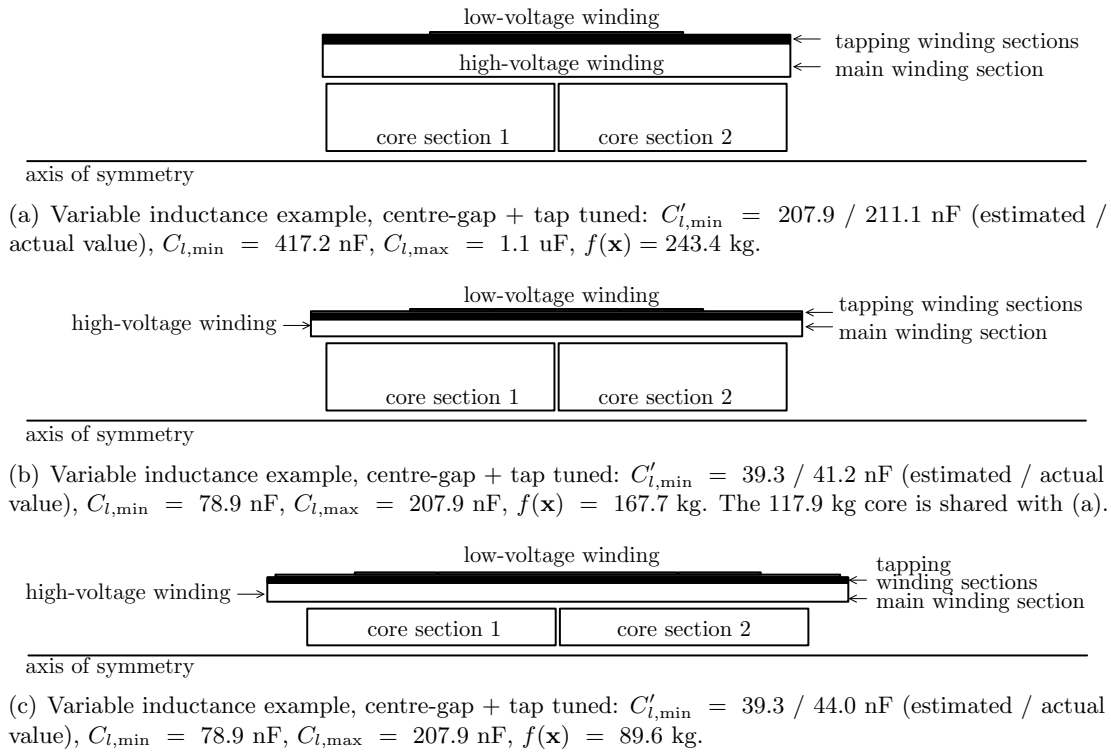 low-voltage winding
tapping winding sections
high-voltage winding
main winding section
core section 1
core section 2
axis of symmetry
(a) Variable inductance example, centre-gap + tap tuned: C′l,min = 207.9 / 211.1 nF (estimated /
actual value), Cl,min = 417.2 nF, Cl,max = 1.1 uF, f(x) = 243.4 kg.
low-voltage winding
tapping winding sections
high-voltage winding
main winding section
core section 1
core section 2
axis of symmetry
(b) Variable inductance example, centre-gap + tap tuned: C′l,min = 39.3 / 41.2 nF (estimated / actual
value), Cl,min = 78.9 nF, Cl,max = 207.9 nF, f(x) = 167.7 kg. The 117.9 kg core is shared with (a).
low-voltage winding
tapping
winding sections
high-voltage winding
main winding section
core section 1
core section 2
axis of symmetry
(c) Variable inductance example, centre-gap + tap tuned: C′l,min = 39.3 / 44.0 nF (estimated / actual
value), Cl,min = 78.9 nF, Cl,max = 207.9 nF, f(x) = 89.6 kg.